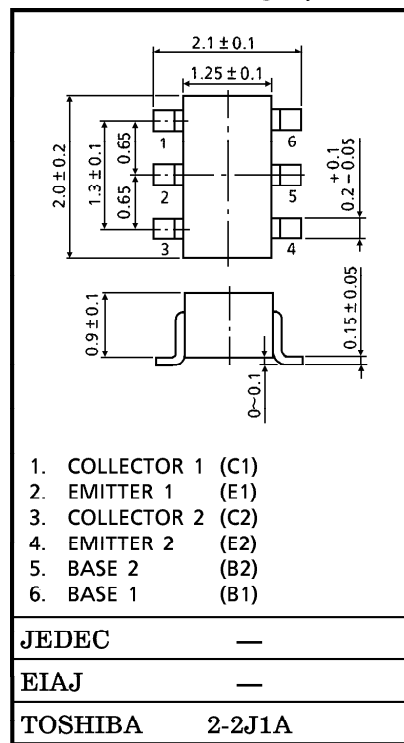 2.1±0.1
1.25±0.1
1
6
2
5
3
4
2.0±0.2
1.3±0.1
0.65
0.65
+0.1
0.2-0.05
0.9±0.1
0.15±0.05
0~0.1
1. COLLECTOR 1 (C1)
2. EMITTER 1 (E1)
3. COLLECTOR 2 (C2)
4. EMITTER 2 (E2)
5. BASE 2 (B2)
6. BASE 1 (B1)
JEDEC —
EIAJ —
TOSHIBA 2-2J1A